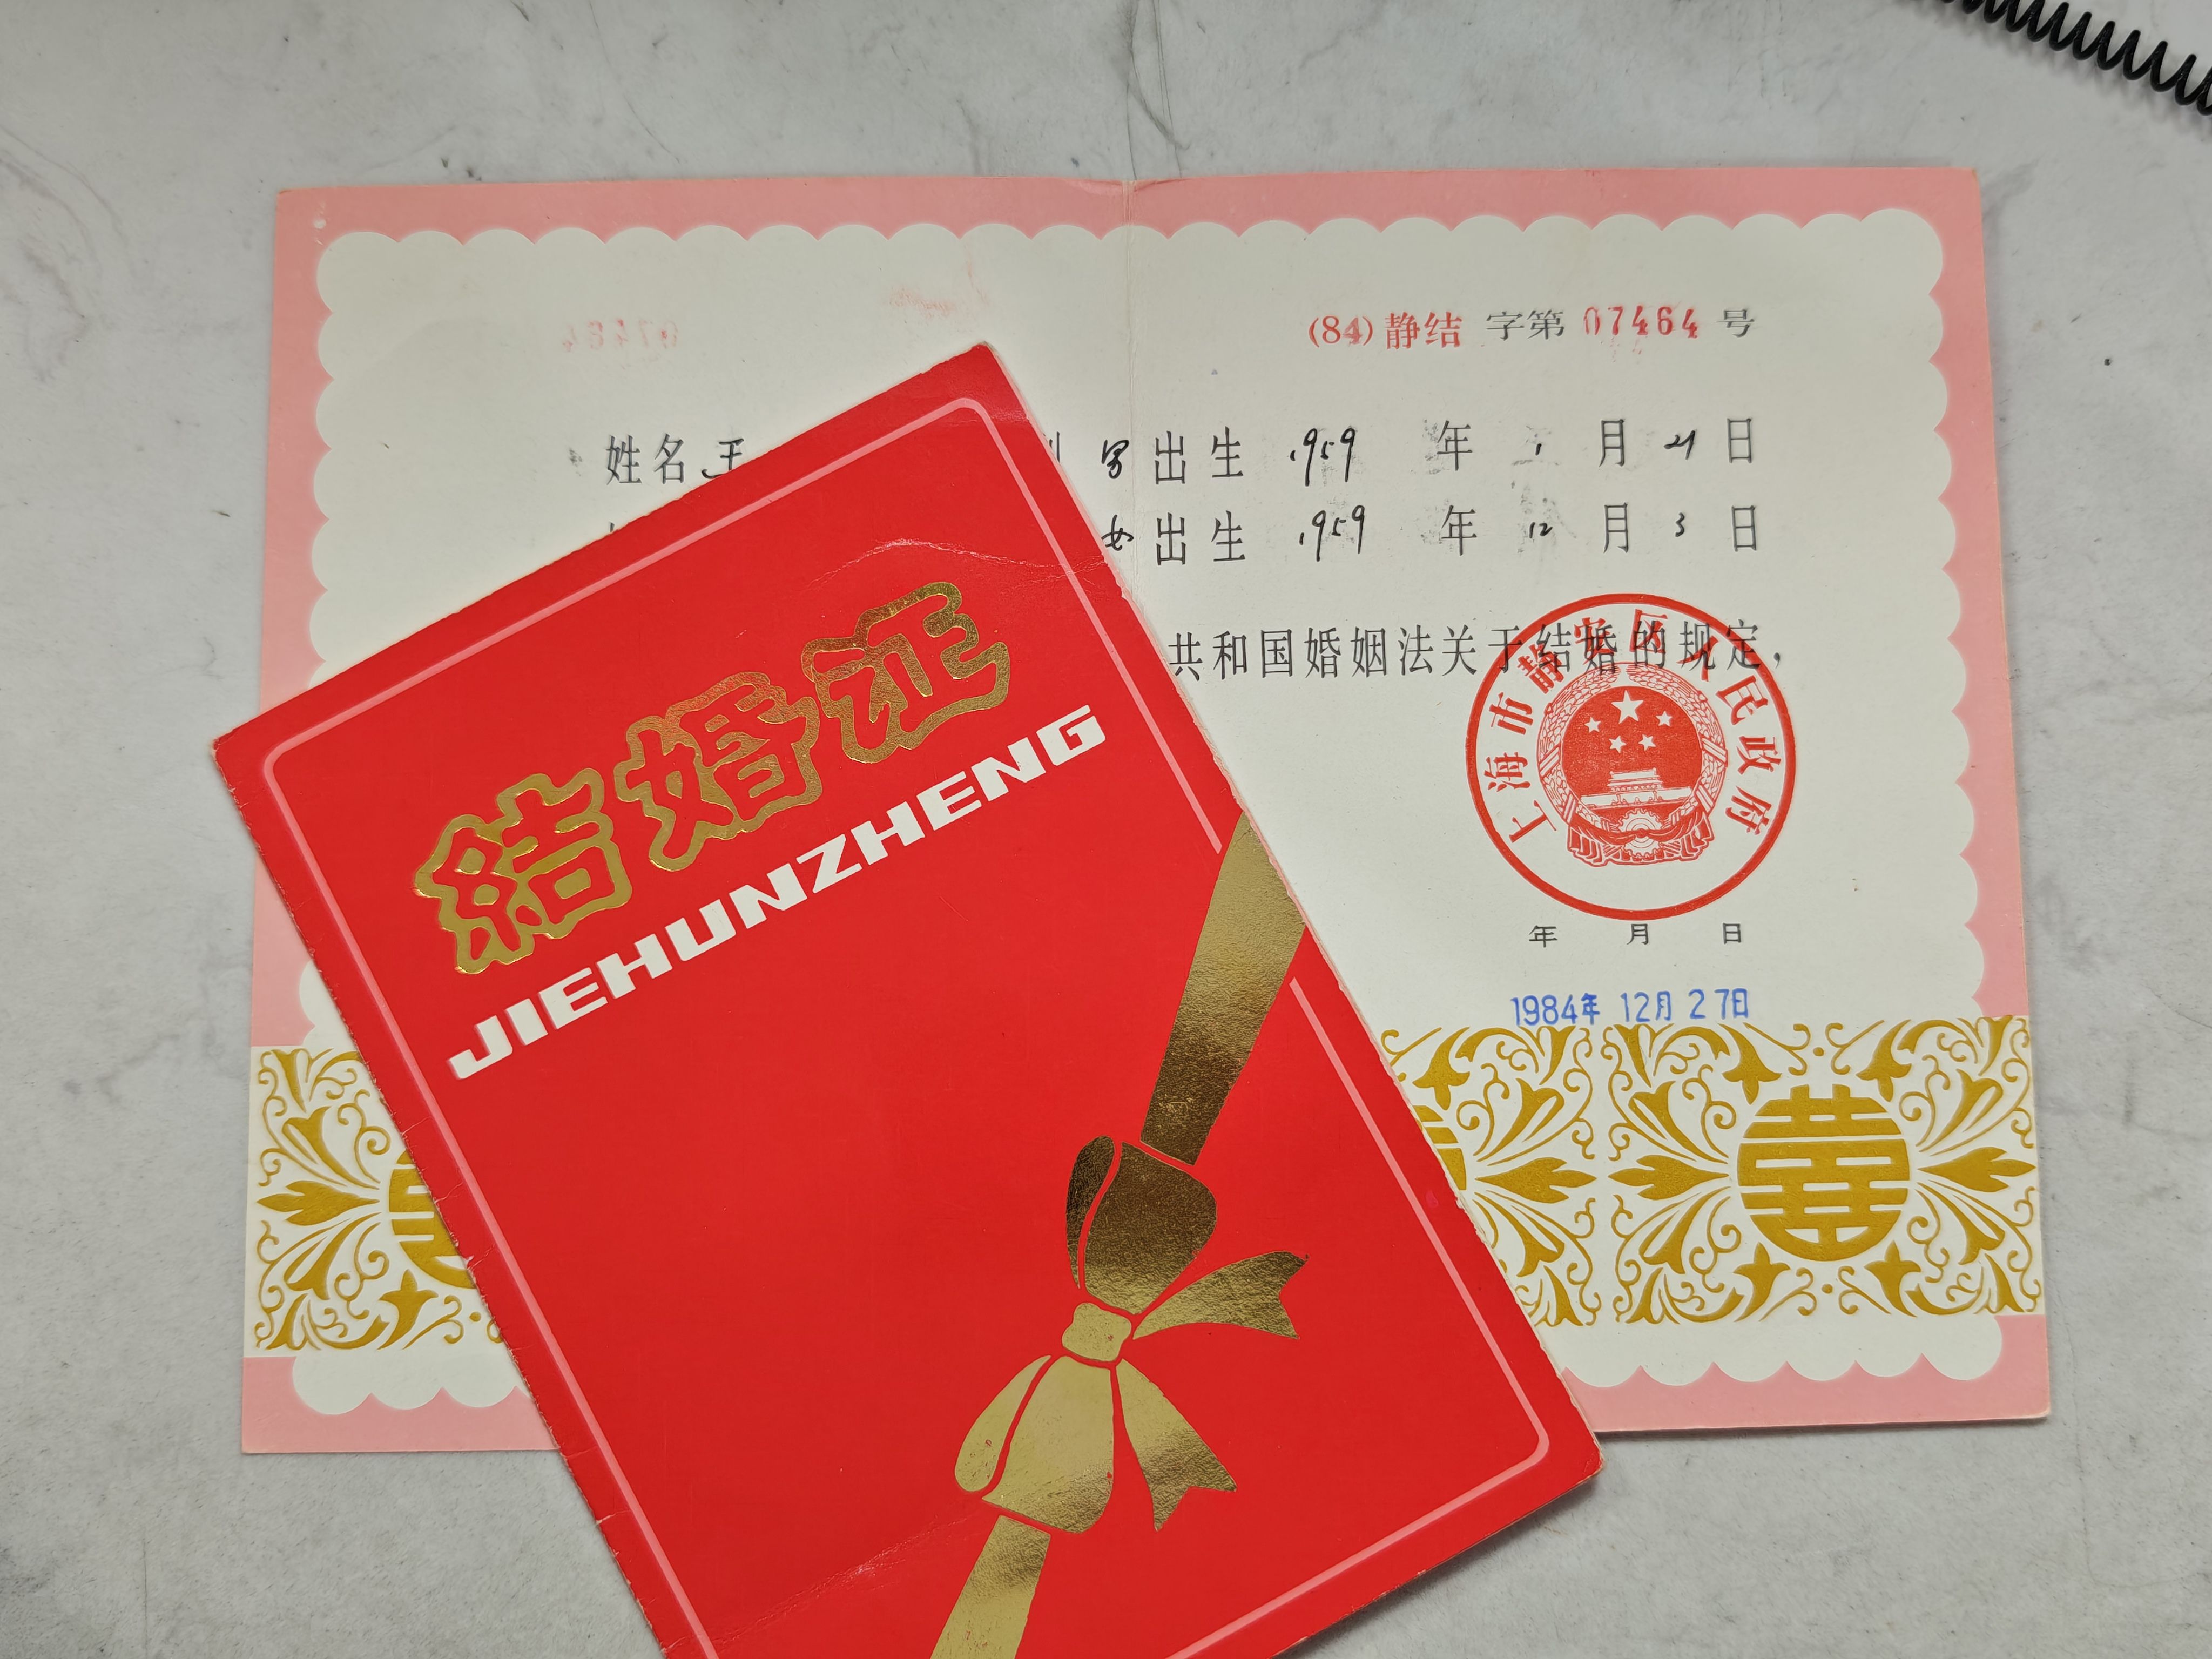 (84)静结 字第 07464 号
姓名 王 男 出生 1959 年 1 月 21 日
女 出生 1959 年 12 月 3 日
共和国婚姻法关于结婚的规定，
上海市静安区人民政府
年 月 日
1984年 12月 27日
囍
結婚证
JIEHUNZHENG